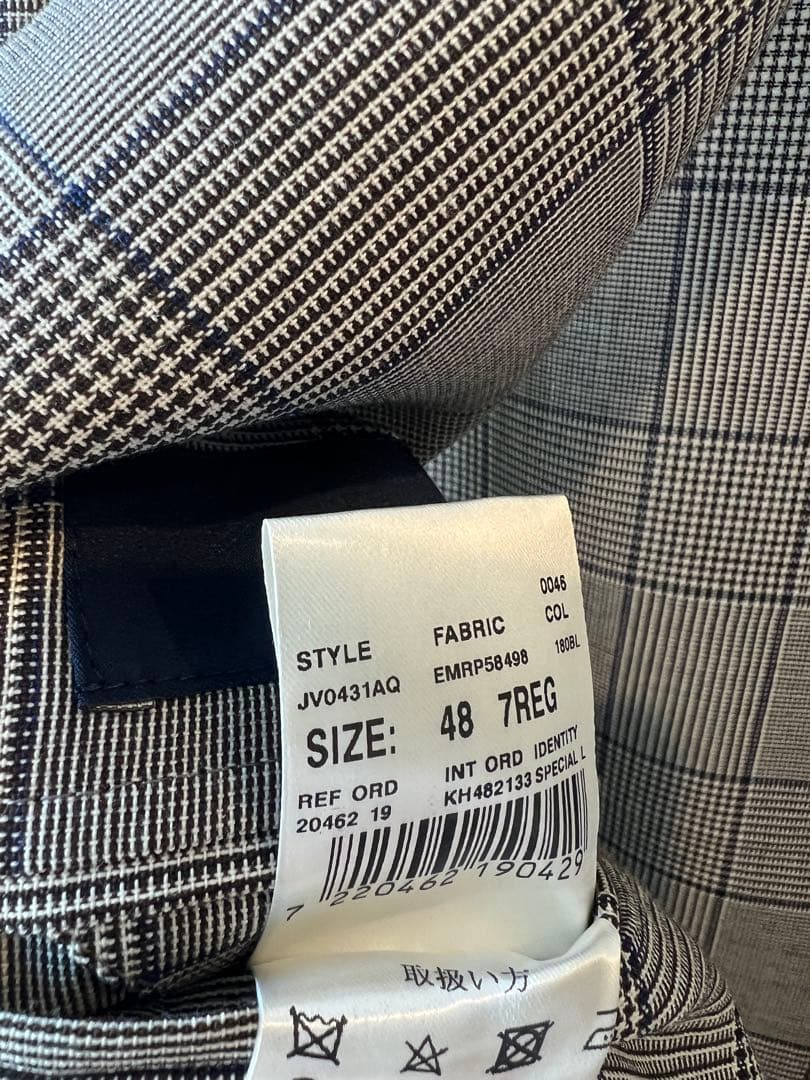 0046
STYLE FABRIC COL
JV0431AQ EMRP58498 180BL
SIZE: 48 7REG
REF ORD INT ORD IDENTITY
20462 19 KH482133 SPECIAL L
7 220462 190429
取扱い方